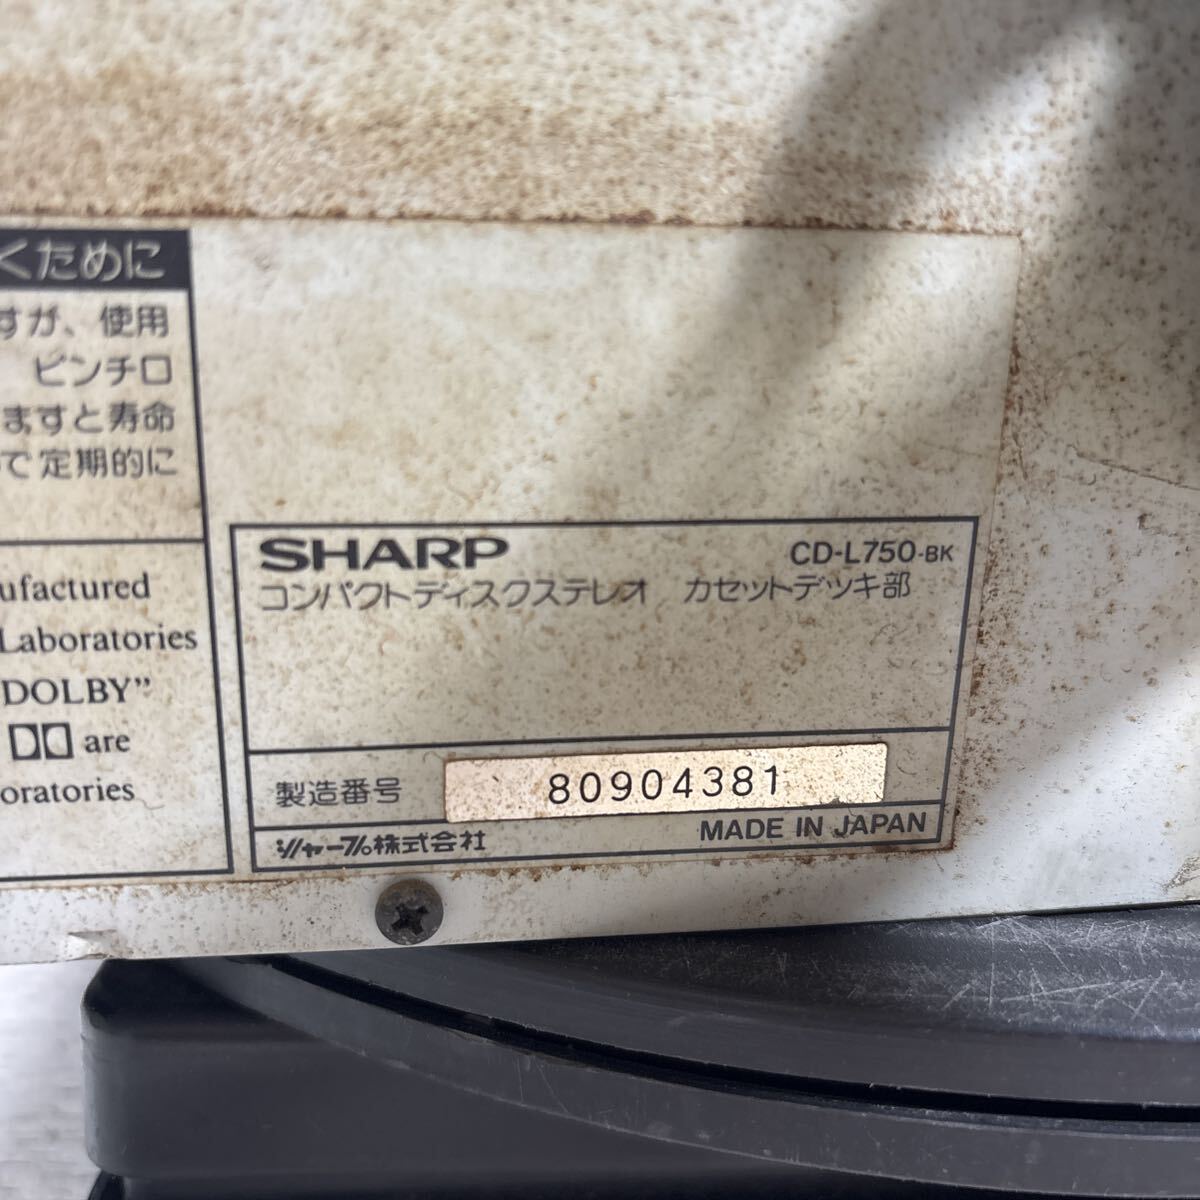 くために
すが、使用
ピンチロ
ますと寿命
で定期的に
ufactured
Laboratories
DOLBY”
are
oratories
SHARP CD-L750-BK
コンパクトディスクステレオ カセットデッキ部
製造番号 80904381
シャープ株式会社 MADE IN JAPAN